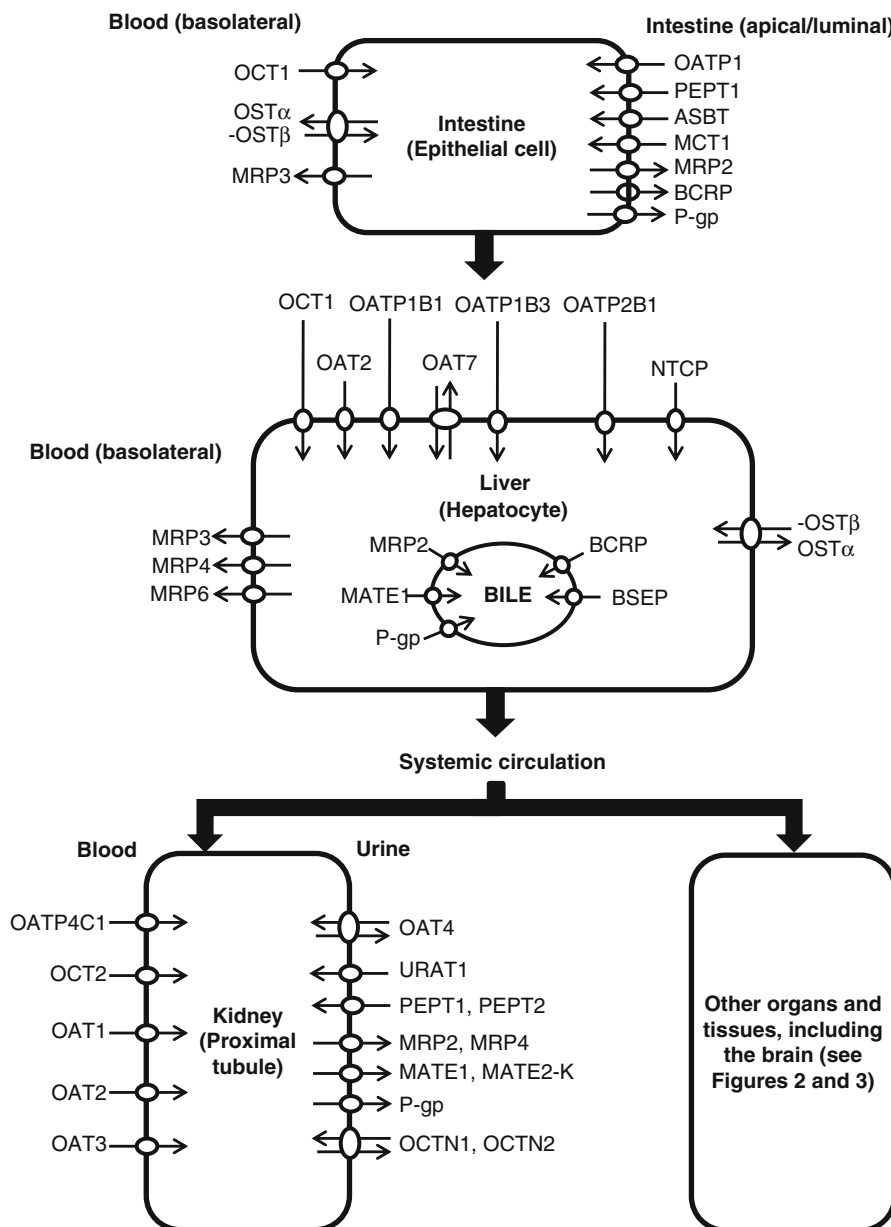 Blood (basolateral)
Intestine (apical/luminal)
OCT1
OSTα
-OSTβ
MRP3
Intestine
(Epithelial cell)
OATP1
PEPT1
ASBT
MCT1
MRP2
BCRP
P-gp
OCT1
OATP1B1
OATP1B3
OATP2B1
OAT2
OAT7
NTCP
Blood (basolateral)
Liver
(Hepatocyte)
MRP3
MRP4
MRP6
MRP2
BCRP
MATE1
BILE
BSEP
P-gp
-OSTβ
OSTα
Systemic circulation
Blood
Urine
OATP4C1
OCT2
OAT1
OAT2
OAT3
Kidney
(Proximal
tubule)
OAT4
URAT1
PEPT1, PEPT2
MRP2, MRP4
MATE1, MATE2-K
P-gp
OCTN1, OCTN2
Other organs and
tissues, including
the brain (see
Figures 2 and 3)